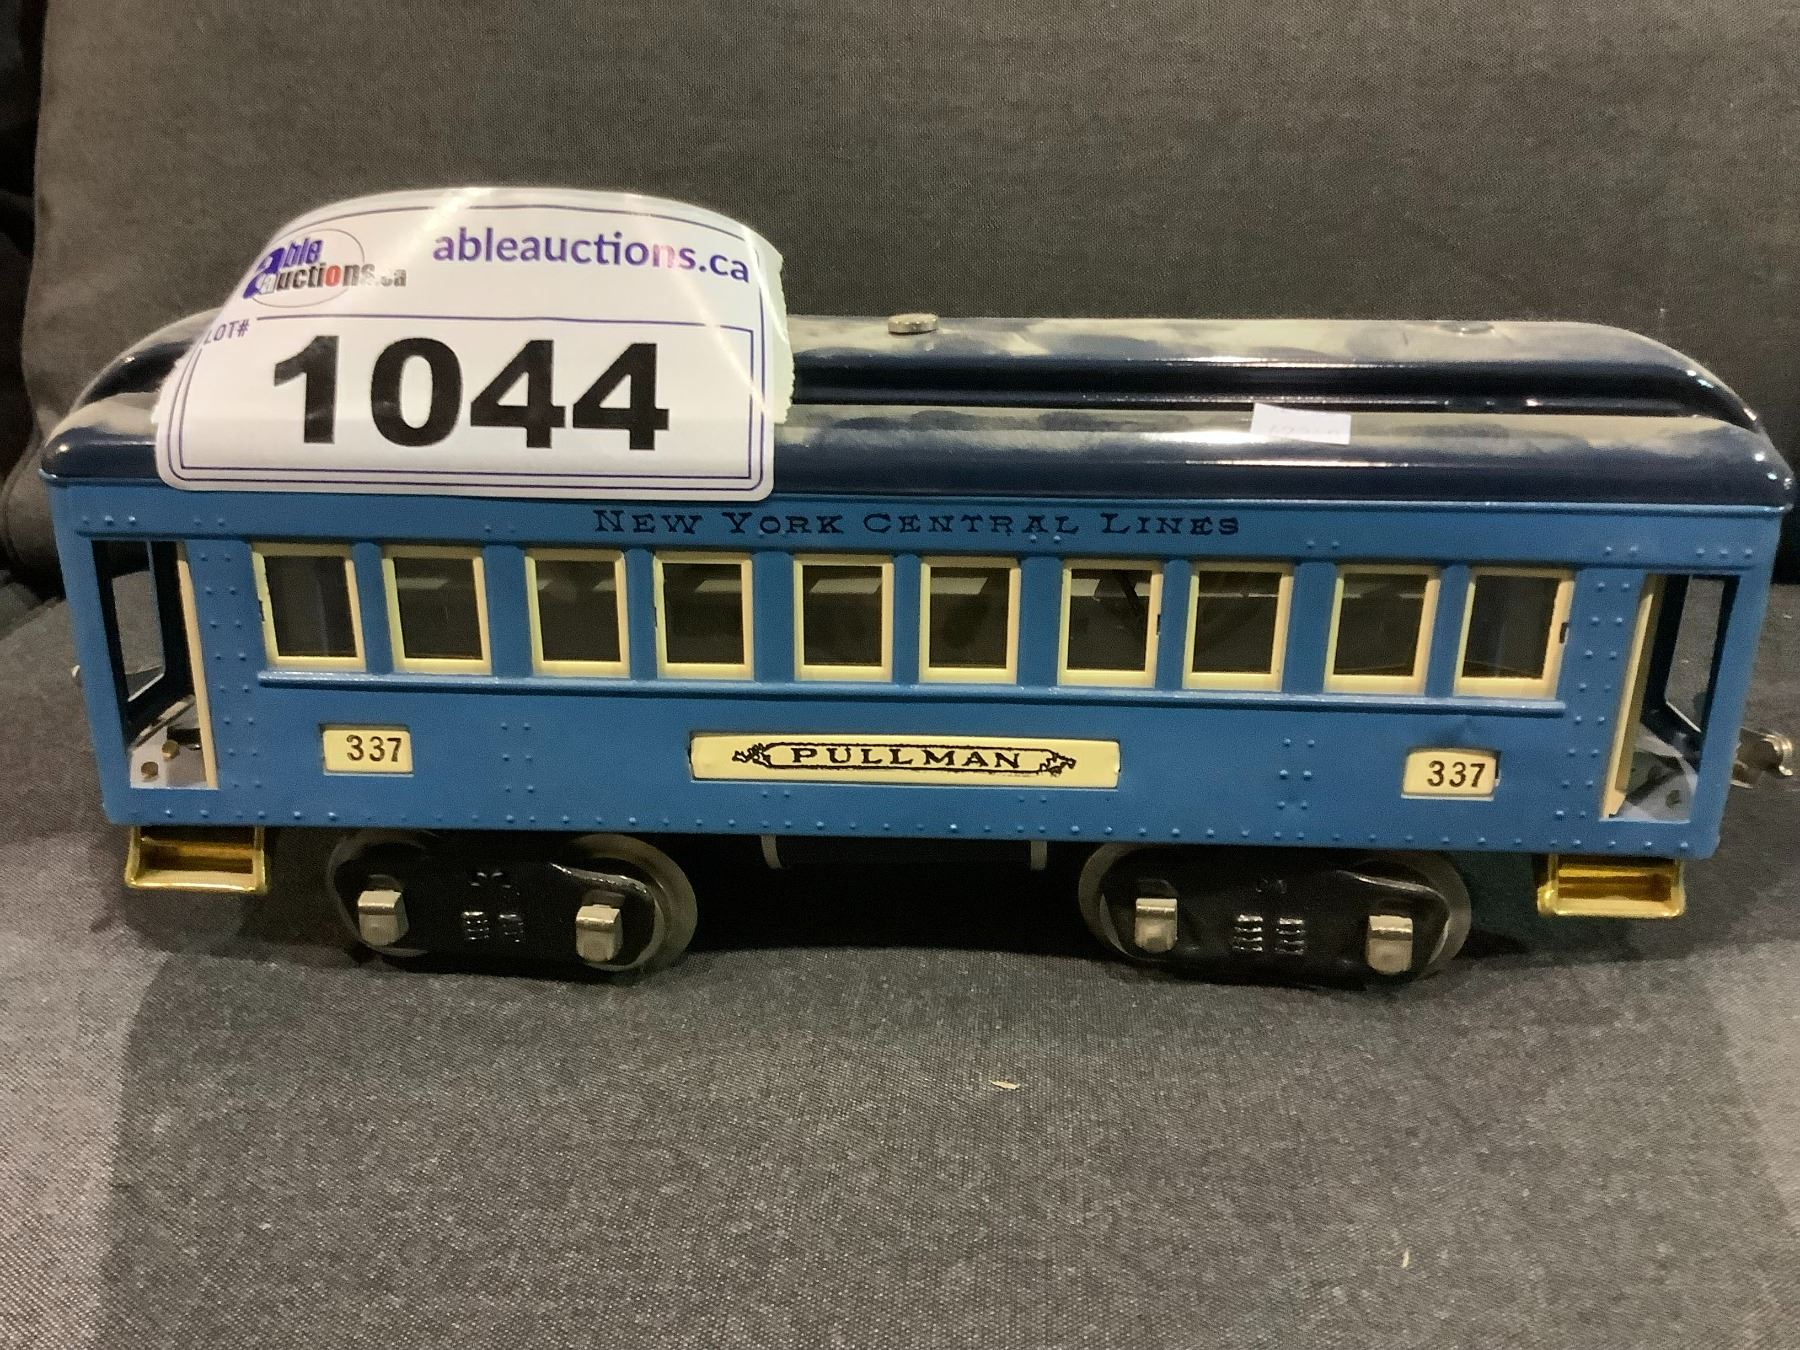 able auctions.ca
ableauctions.ca
LOT#
1044
NEW YORK CENTRAL LINES
337
PULLMAN
337